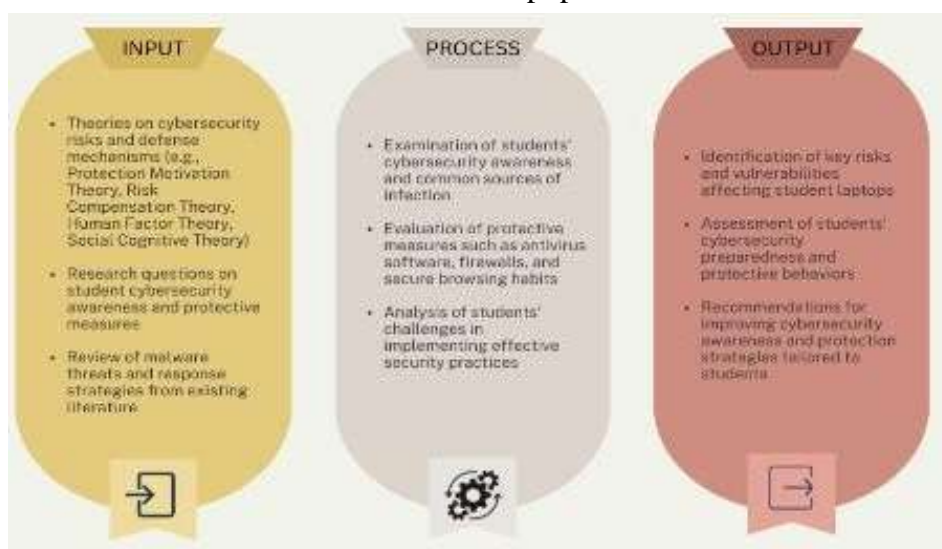 INPUT
• Theories on cybersecurity
risks and defense
mechanisms (e.g.,
Protection Motivation
Theory, Risk
Compensation Theory,
Human Factor Theory,
Social Cognitive Theory)
• Research questions on
student cybersecurity
awareness and protective
measures
• Review of malware
threats and response
strategies from existing
literature
PROCESS
• Examination of students'
cybersecurity awareness
and common sources of
infection
• Evaluation of protective
measures such as antivirus
software, firewalls, and
secure browsing habits
• Analysis of students'
challenges in
implementing effective
security practices
OUTPUT
• Identification of key risks
and vulnerabilities
affecting student laptops
• Assessment of students'
cybersecurity
preparedness and
protective behaviors
• Recommendations for
improving cybersecurity
awareness and protection
strategies tailored to
students